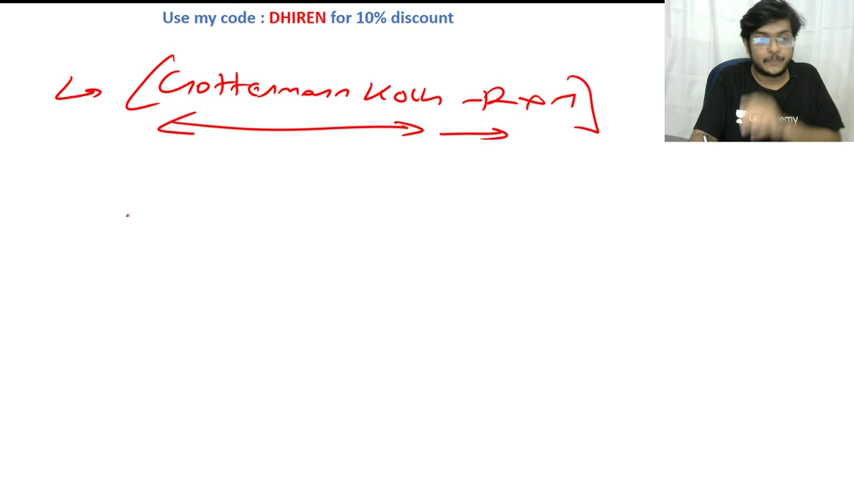 Use my code : DHIREN for 10% discount
[Gattermann Koch - Rxn]